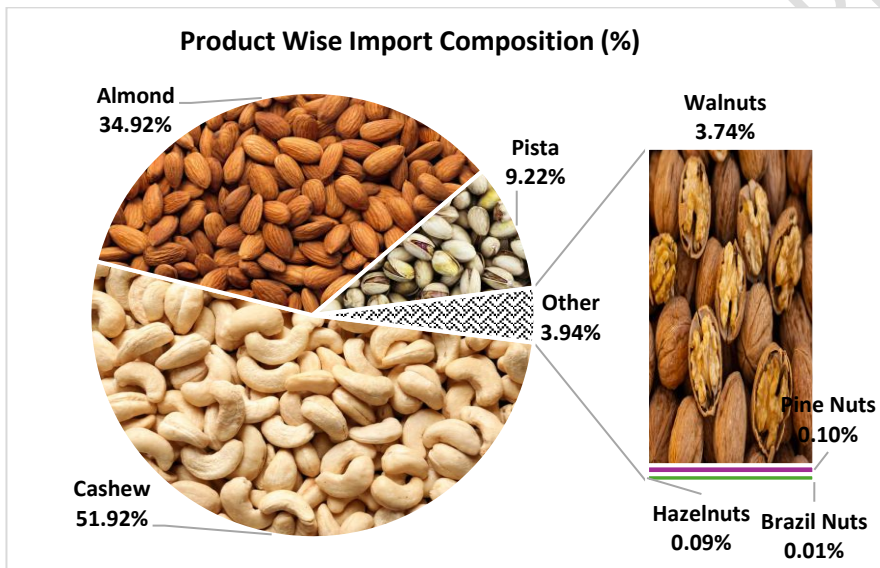 Product Wise Import Composition (%)
Almond
34.92%
Pista
9.22%
Walnuts
3.74%
Other
3.94%
Pine Nuts
0.10%
Cashew
51.92%
Hazelnuts
0.09%
Brazil Nuts
0.01%